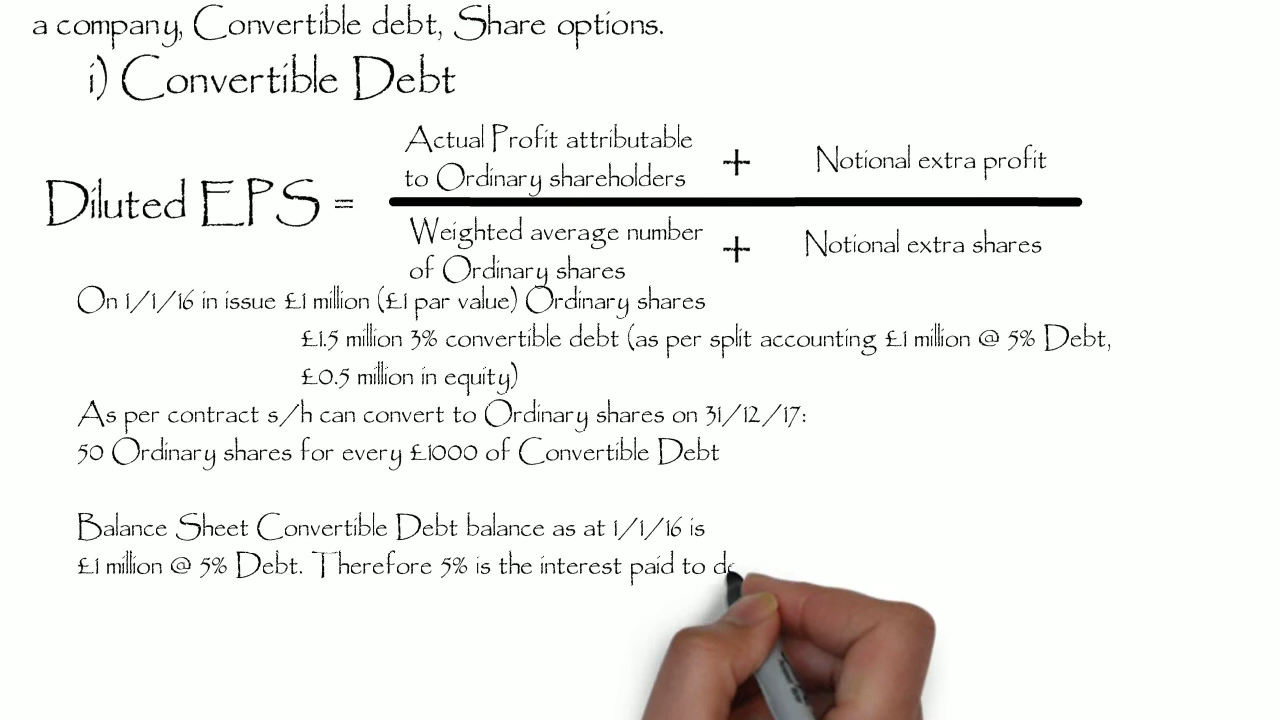 a company, Convertible debt, Share options.
i) Convertible Debt
Actual Profit attributable
to Ordinary shareholders
+ Notional extra profit
Diluted EPS =
Weighted average number
of Ordinary shares
+ Notional extra shares
On 1/1/16 in issue £1 million (£1 par value) Ordinary shares
£1.5 million 3% convertible debt (as per split accounting £1 million @ 5% Debt,
£0.5 million in equity)
As per contract s/h can convert to Ordinary shares on 31/12/17:
50 Ordinary shares for every £1000 of Convertible Debt
Balance Sheet Convertible Debt balance as at 1/1/16 is
£1 million @ 5% Debt. Therefore 5% is the interest paid to